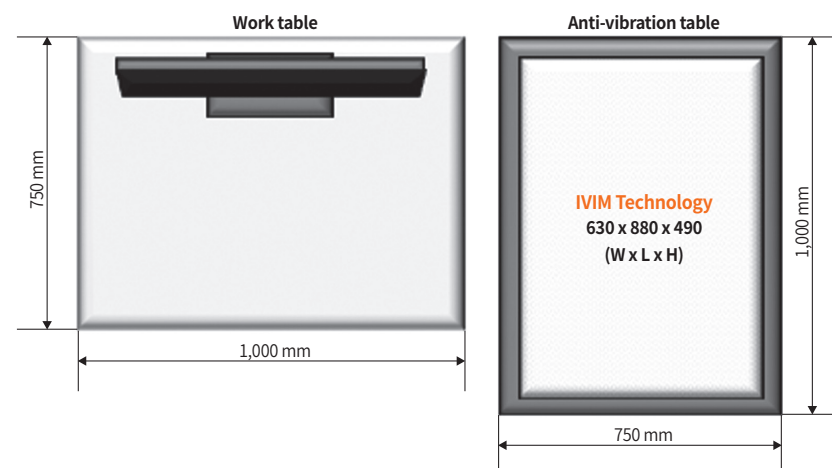 Work table
750 mm
1,000 mm
Anti-vibration table
IVIM Technology
630 x 880 x 490
(W x L x H)
1,000 mm
750 mm